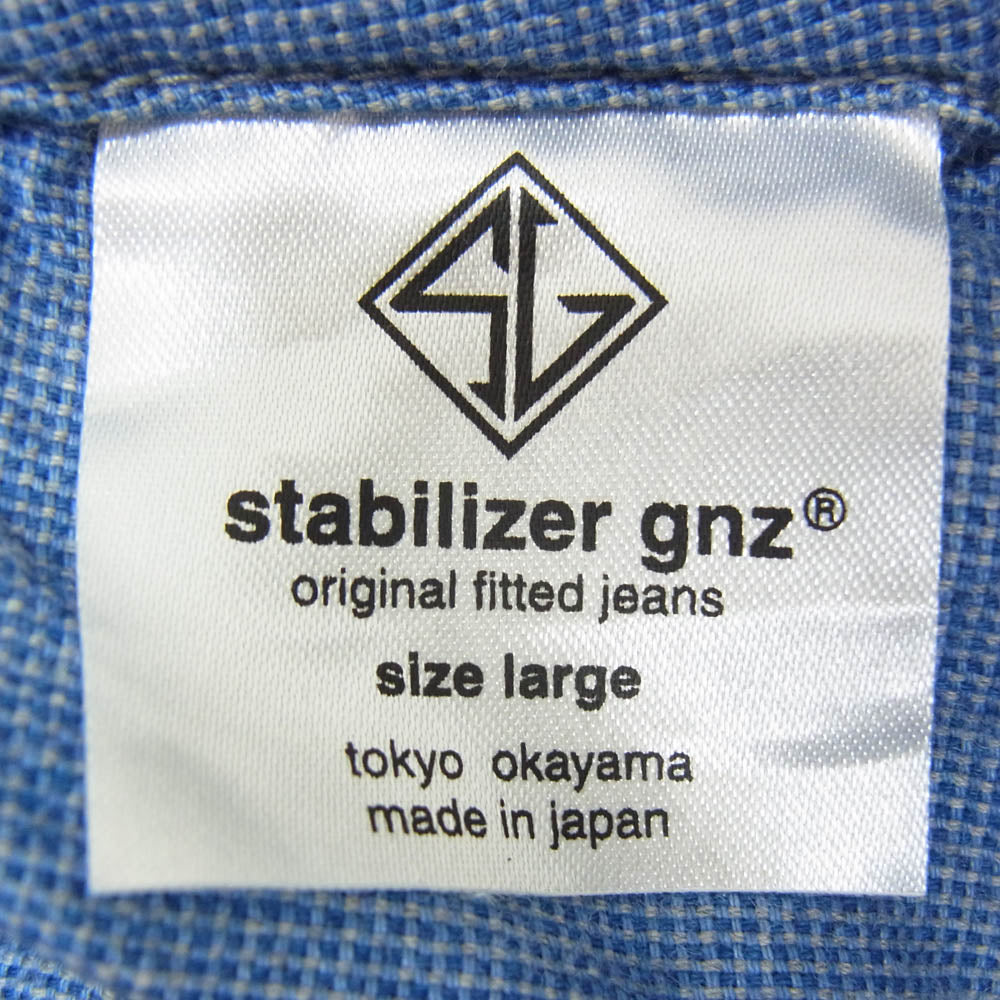 SG
stabilizer gnz®
original fitted jeans
size large
tokyo okayama
made in japan